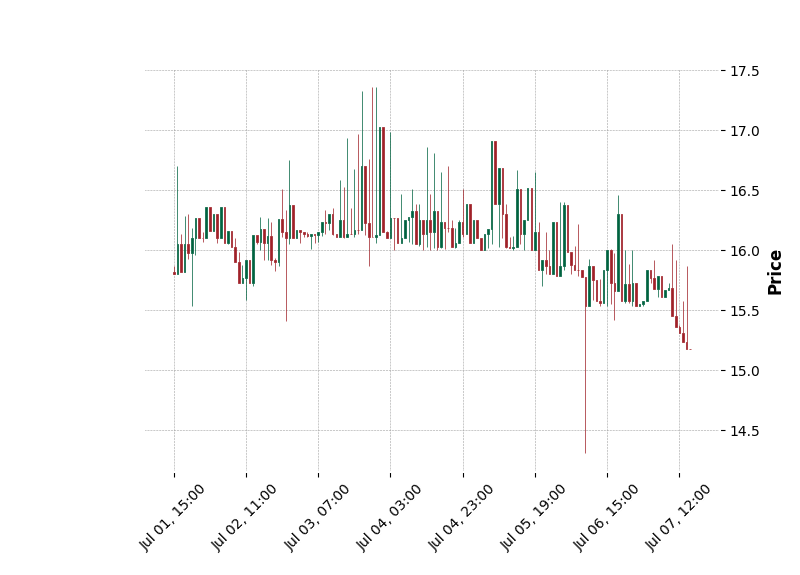 17.5
17.0
16.5
16.0
15.5
15.0
14.5
Price
Jul 01, 15:00
Jul 02, 11:00
Jul 03, 07:00
Jul 04, 03:00
Jul 04, 23:00
Jul 05, 19:00
Jul 06, 15:00
Jul 07, 12:00